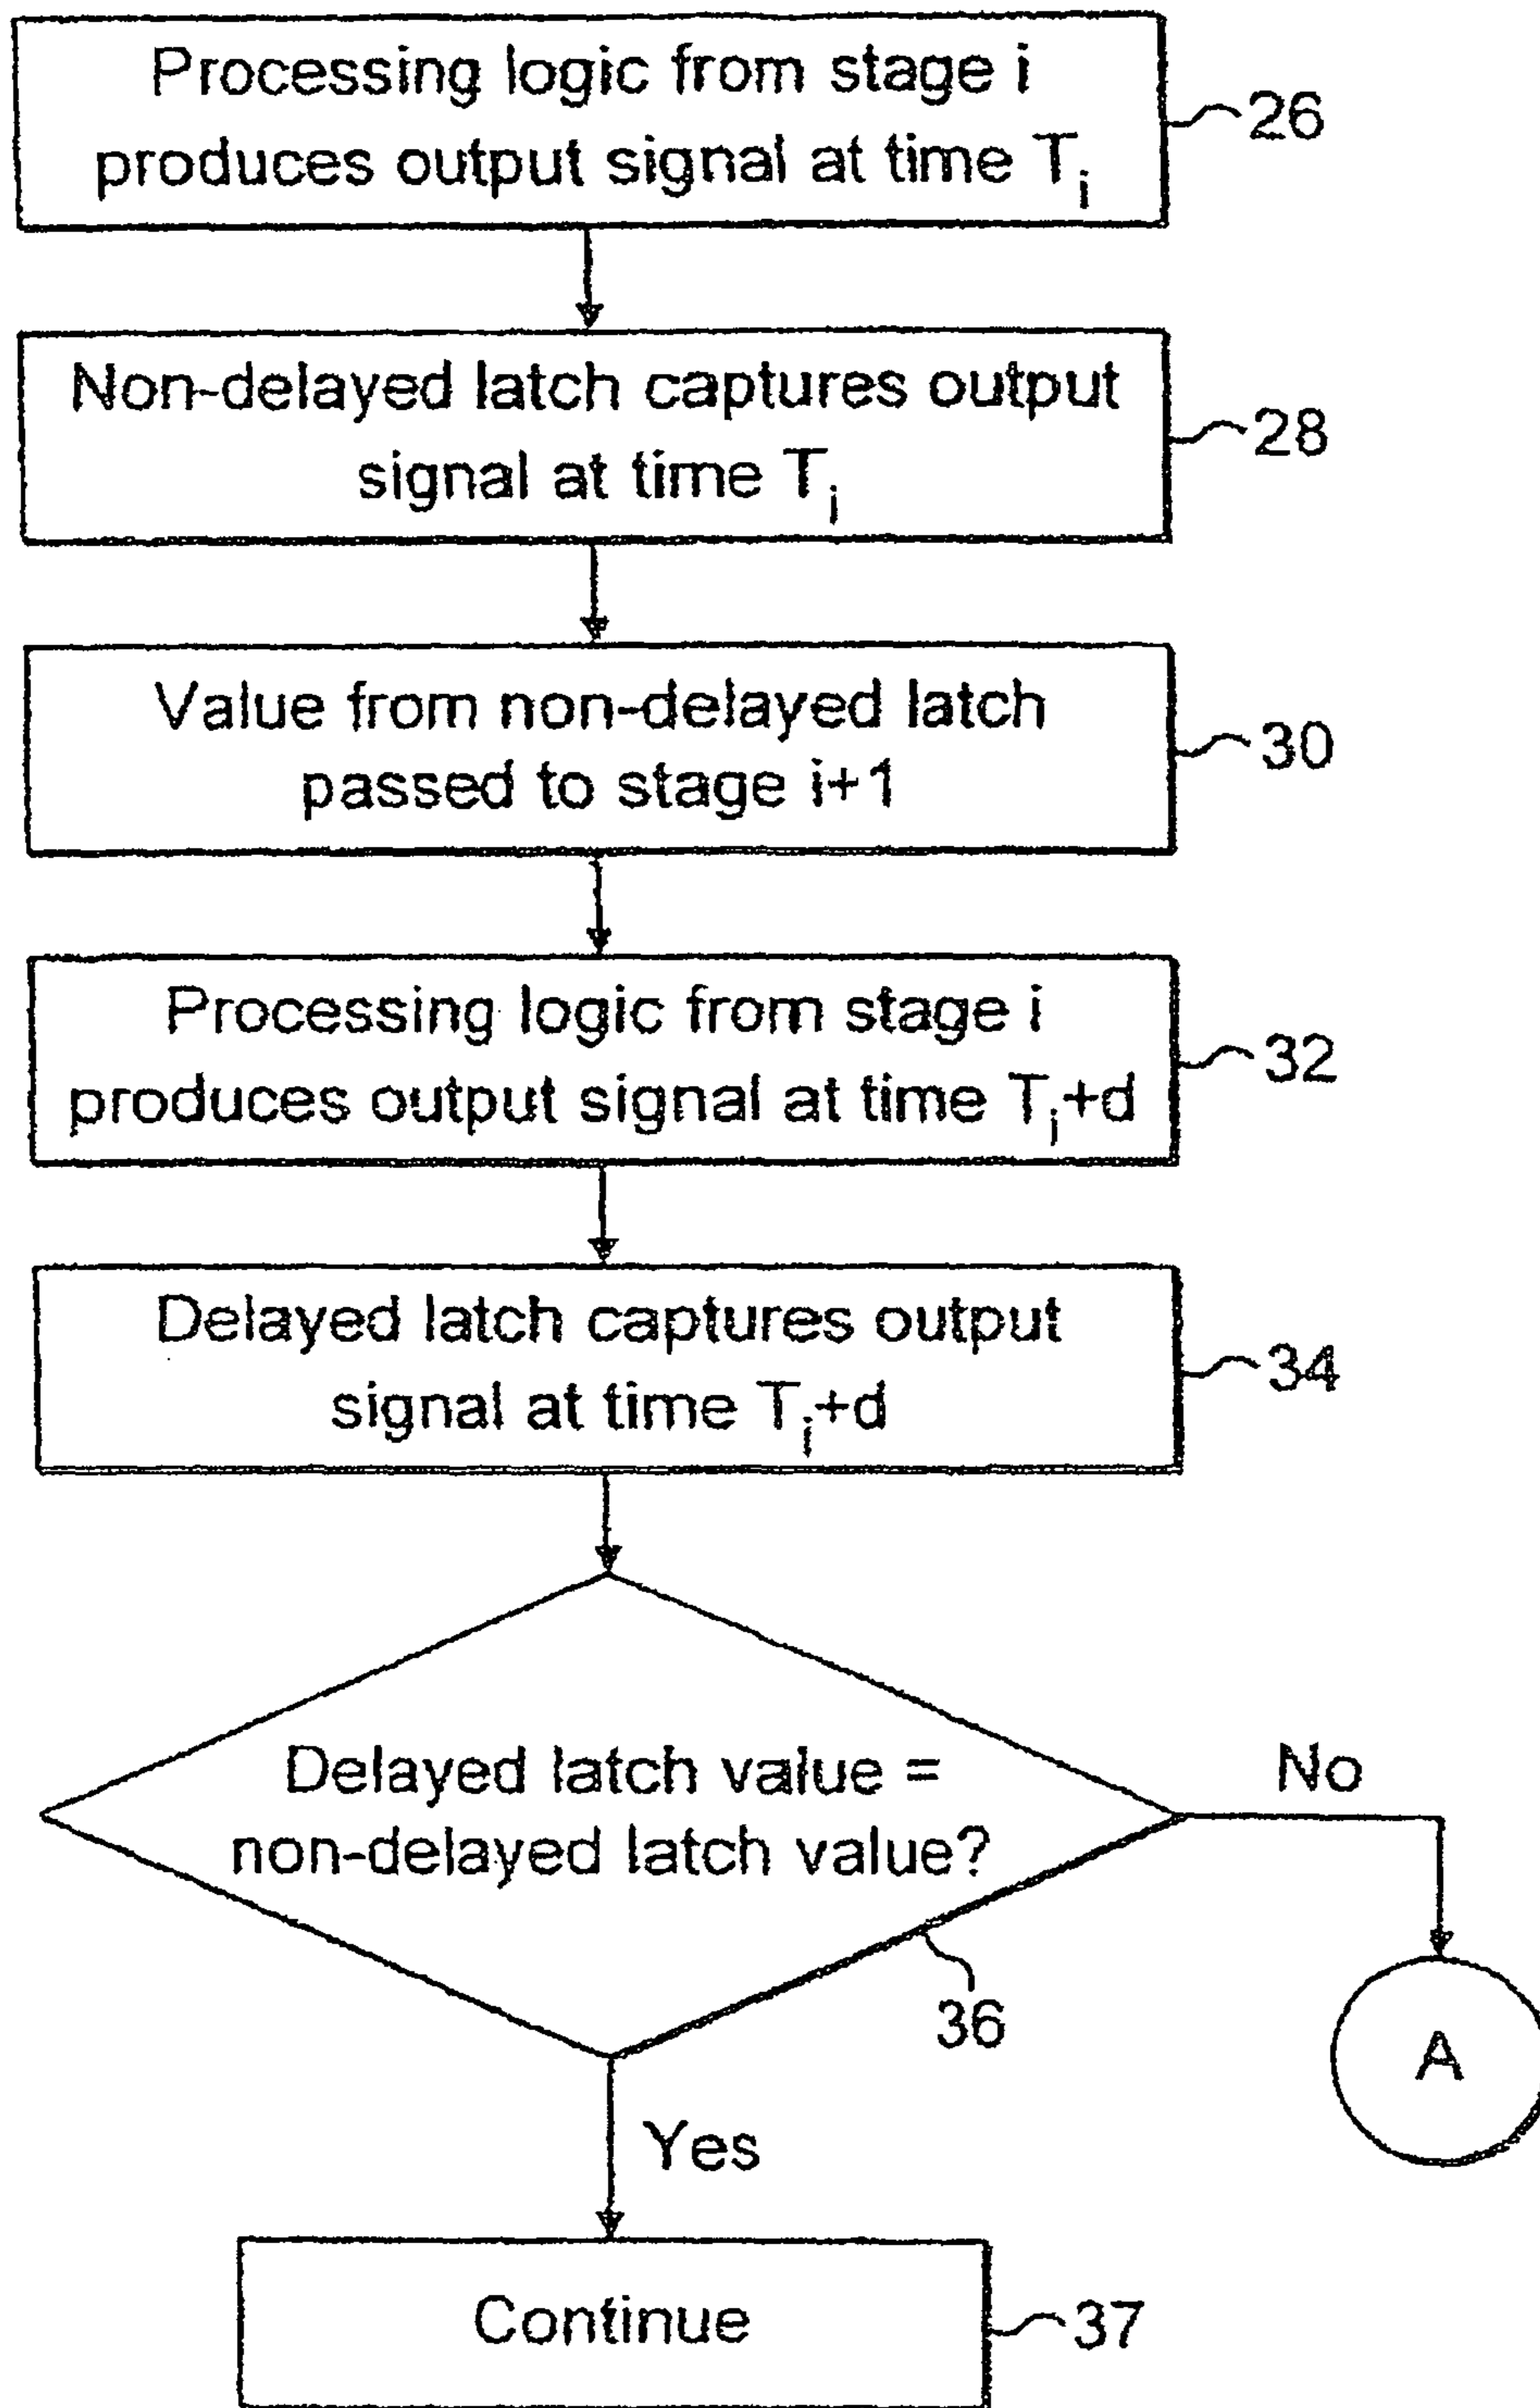 Processing logic from stage i
produces output signal at time Ti
26
Non-delayed latch captures output
signal at time Ti
28
Value from non-delayed latch
passed to stage i+1
30
Processing logic from stage i
produces output signal at time Ti+d
32
Delayed latch captures output
signal at time Ti+d
34
Delayed latch value =
non-delayed latch value?
No
36
A
Yes
Continue
37